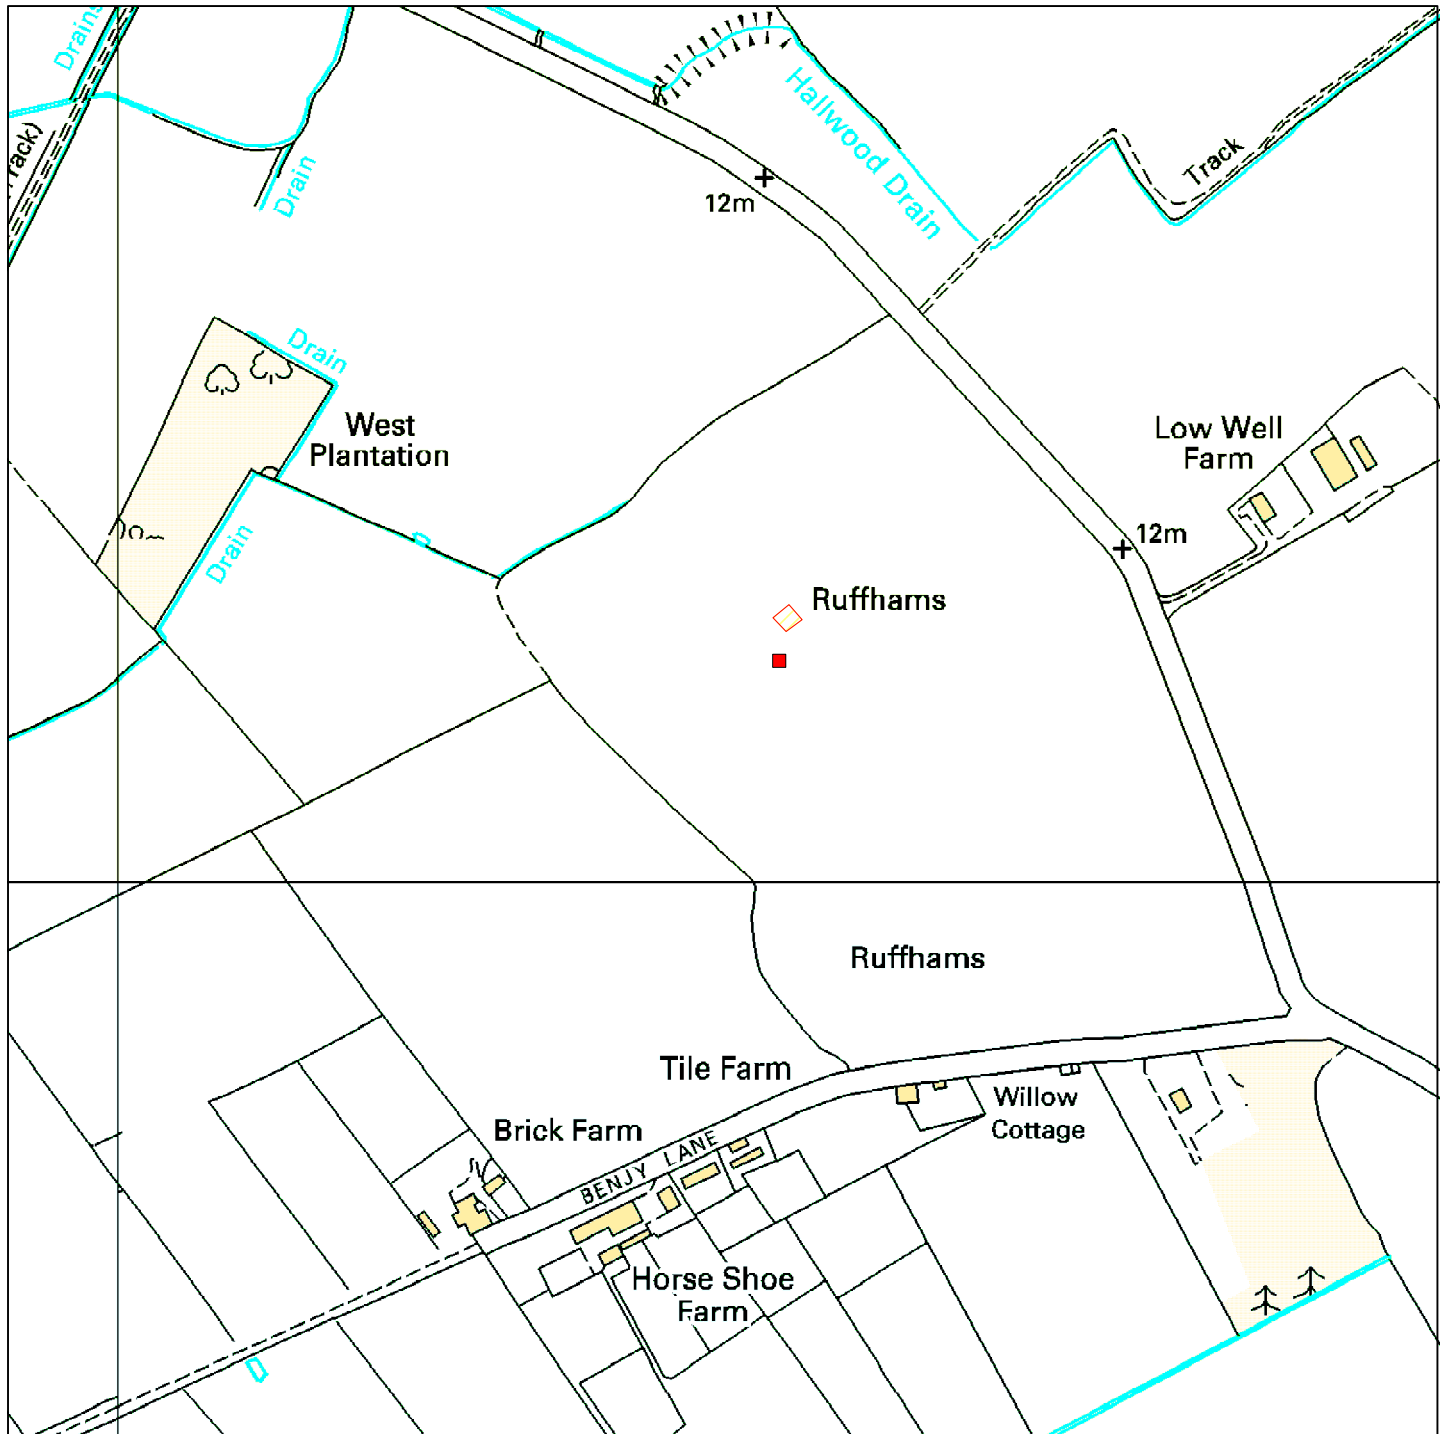 Drains
Drain
Hallwood Drain
Track
12m
Drain
West
Plantation
Low Well
Farm
Drain
12m
Ruffhams
Ruffhams
Tile Farm
Willow
Cottage
Brick Farm
BENJY LANE
Horse Shoe
Farm